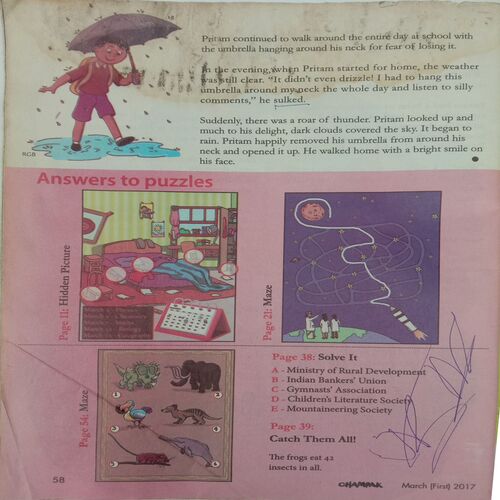 Pritam continued to walk around the entire day at school with
the umbrella hanging around his neck for fear of losing it.
In the evening, when Pritam started for home, the weather
was still clear. “It didn't even drizzle! I had to hang this
umbrella around my neck the whole day and listen to silly
comments,” he sulked.
Suddenly, there was a roar of thunder. Pritam looked up and
much to his delight, dark clouds covered the sky. It began to
rain. Pritam happily removed his umbrella from around his
neck and opened it up. He walked home with a bright smile on
his face.
RGB
Answers to puzzles
Page 11: Hidden Picture
Page 21: Maze
Page 54: Maze
1
2
3
4
5
6
Page 38: Solve It
A - Ministry of Rural Development
B - Indian Bankers' Union
C - Gymnasts' Association
D - Children's Literature Society
E - Mountaineering Society
Page 39:
Catch Them All!
The frogs eat 42
insects in all.
58
CHAMPAK
March (First) 2017